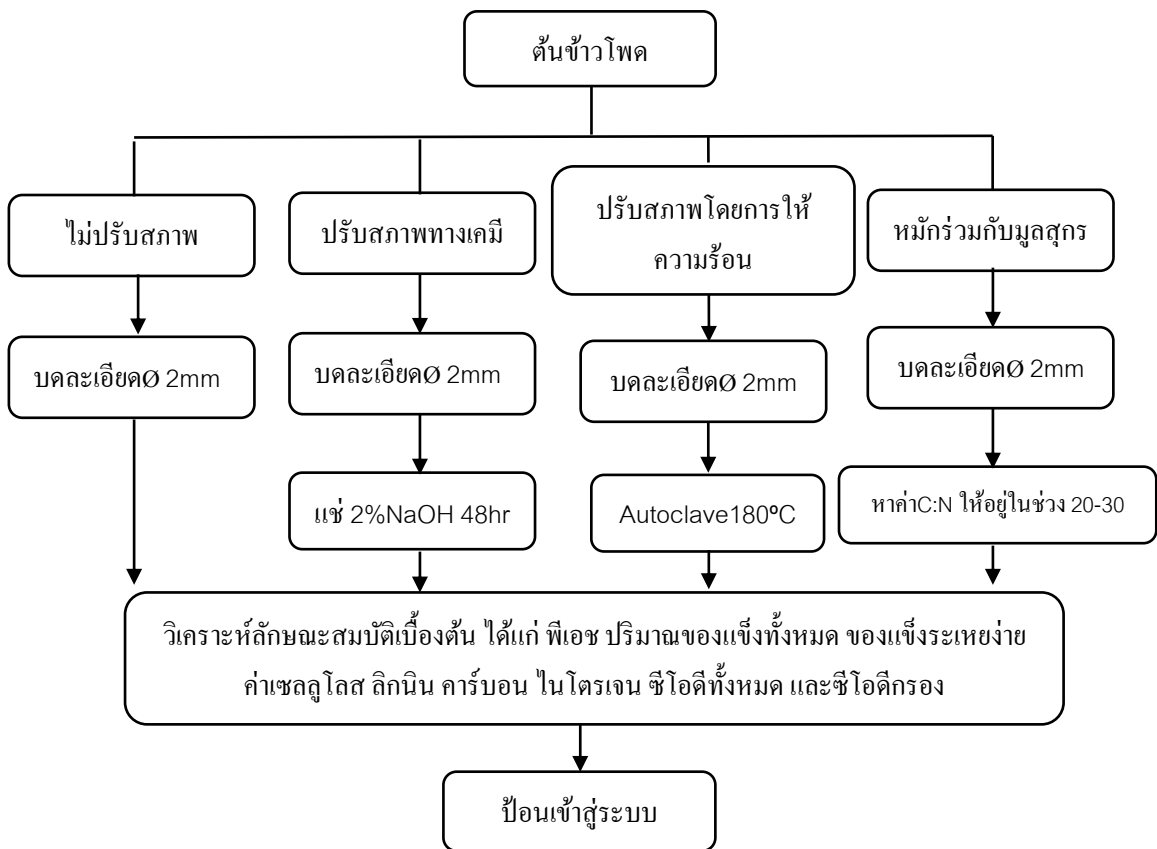 ต้นข้าวโพด
ไม่ปรับสภาพ
ปรับสภาพทางเคมี
ปรับสภาพโดยการให้
ความร้อน
หมักร่วมกับมูลสุกร
บดละเอียดØ 2mm
บดละเอียดØ 2mm
บดละเอียดØ 2mm
บดละเอียดØ 2mm
แช่ 2%NaOH 48hr
Autoclave180ºC
หาค่าC:N ให้อยู่ในช่วง 20-30
วิเคราะห์ลักษณะสมบัติเบื้องต้น ได้แก่ พีเอช ปริมาณของแข็งทั้งหมด ของแข็งระเหยง่าย
ค่าเซลลูโลส ลิกนิน คาร์บอน ไนโตรเจน ซีโอดีทั้งหมด และซีโอดีกรอง
ป้อนเข้าสู่ระบบ